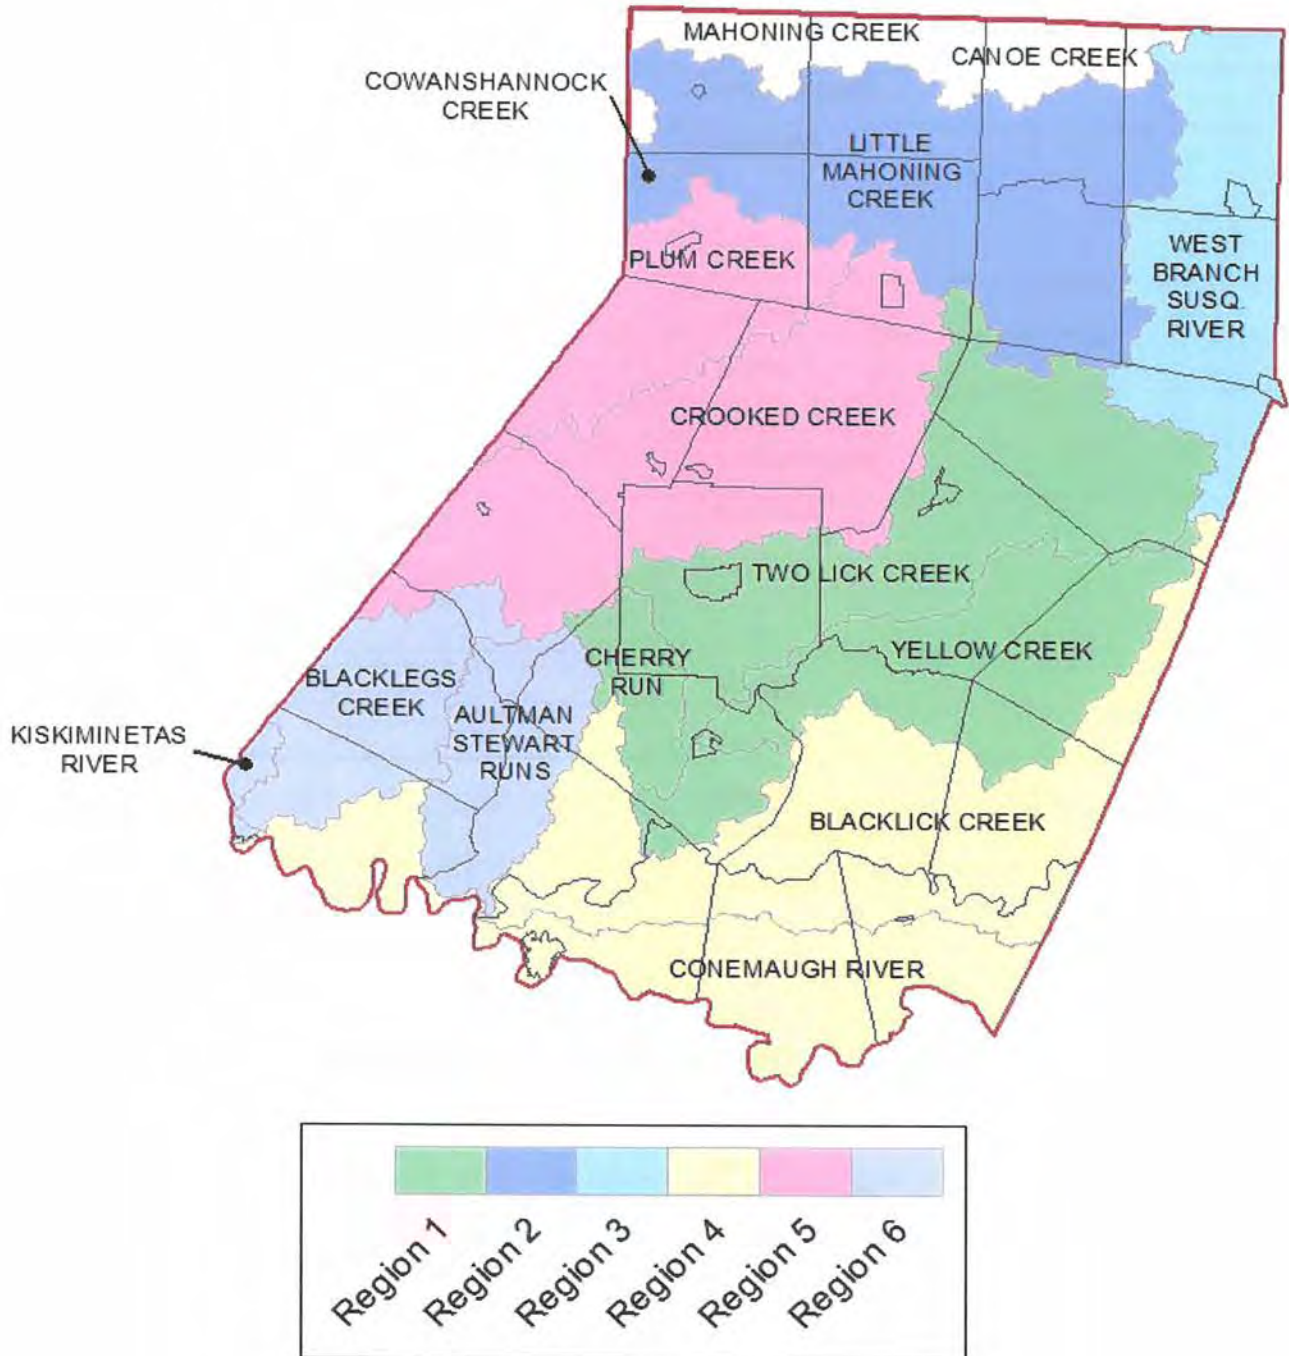 MAHONING CREEK
CANOE CREEK
COWANSHANNOCK
CREEK
LITTLE
MAHONING
CREEK
WEST
BRANCH
SUSQ.
RIVER
PLUM CREEK
CROOKED CREEK
TWO LICK CREEK
YELLOW CREEK
CHERRY
RUN
BLACKLEGS
CREEK
AULTMAN
STEWART
RUNS
KISKIMINETAS
RIVER
BLACKLICK CREEK
CONEMAUGH RIVER
Region 1
Region 2
Region 3
Region 4
Region 5
Region 6